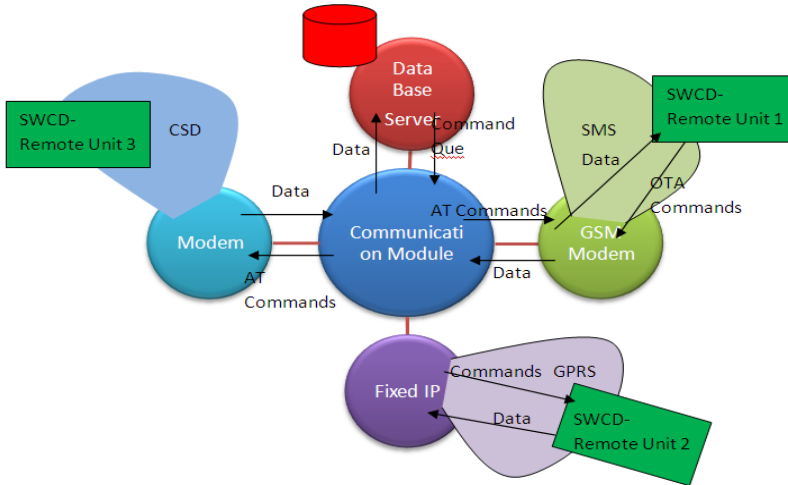 Data
Base
Server
Command
Que
Data
SWCD-
Remote Unit 3
CSD
SMS
Data
SWCD-
Remote Unit 1
OTA
Commands
Data
AT Commands
Modem
Communicati
on Module
GSM
Modem
AT
Commands
Data
Fixed IP
Commands GPRS
Data
SWCD-
Remote Unit 2